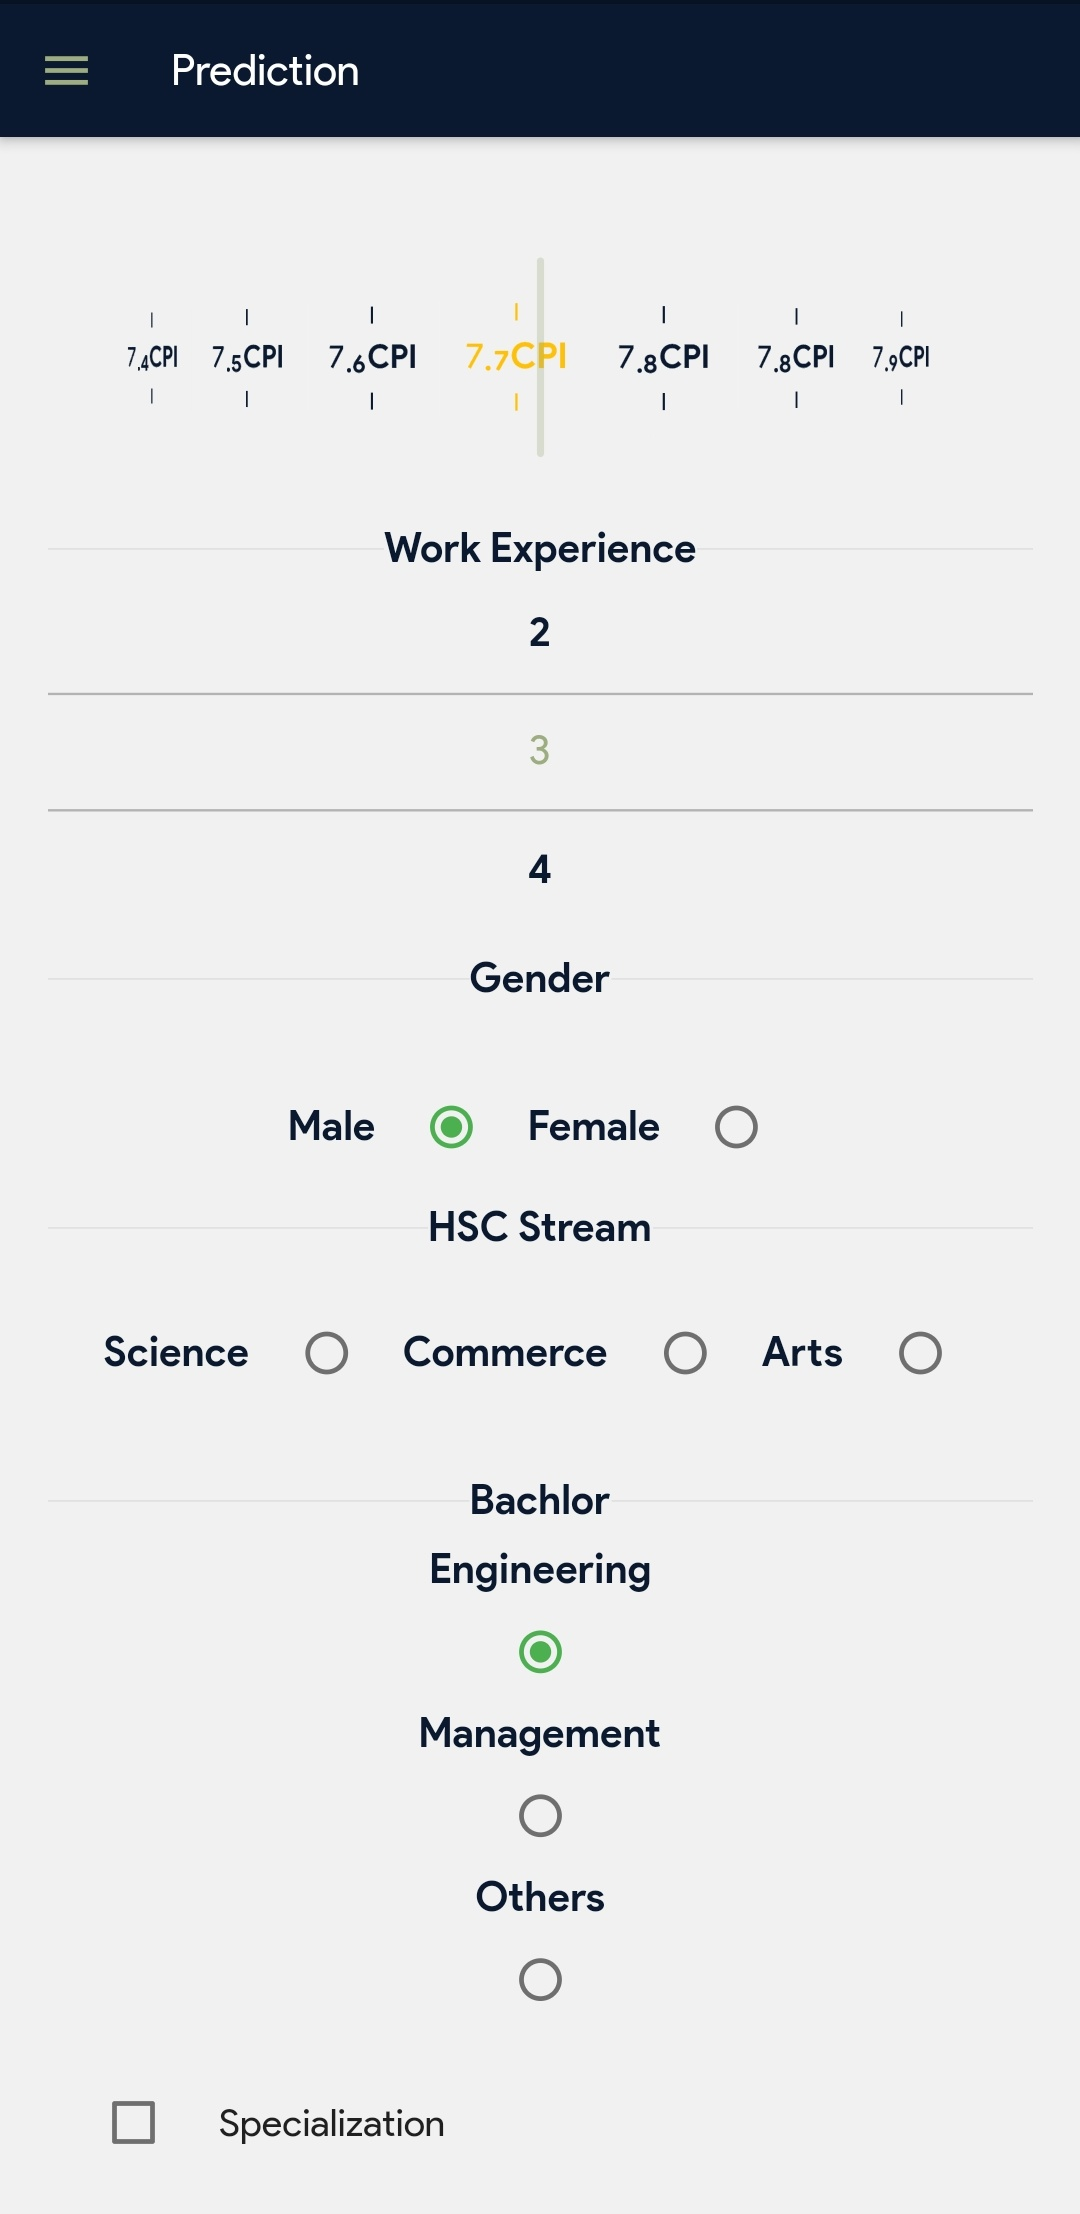 Prediction
7.4CPI 7.5CPI 7.6CPI 7.7CPI 7.8CPI 7.8CPI 7.9CPI
Work Experience
2
3
4
Gender
Male Female
HSC Stream
Science Commerce Arts
Bachlor
Engineering
Management
Others
Specialization